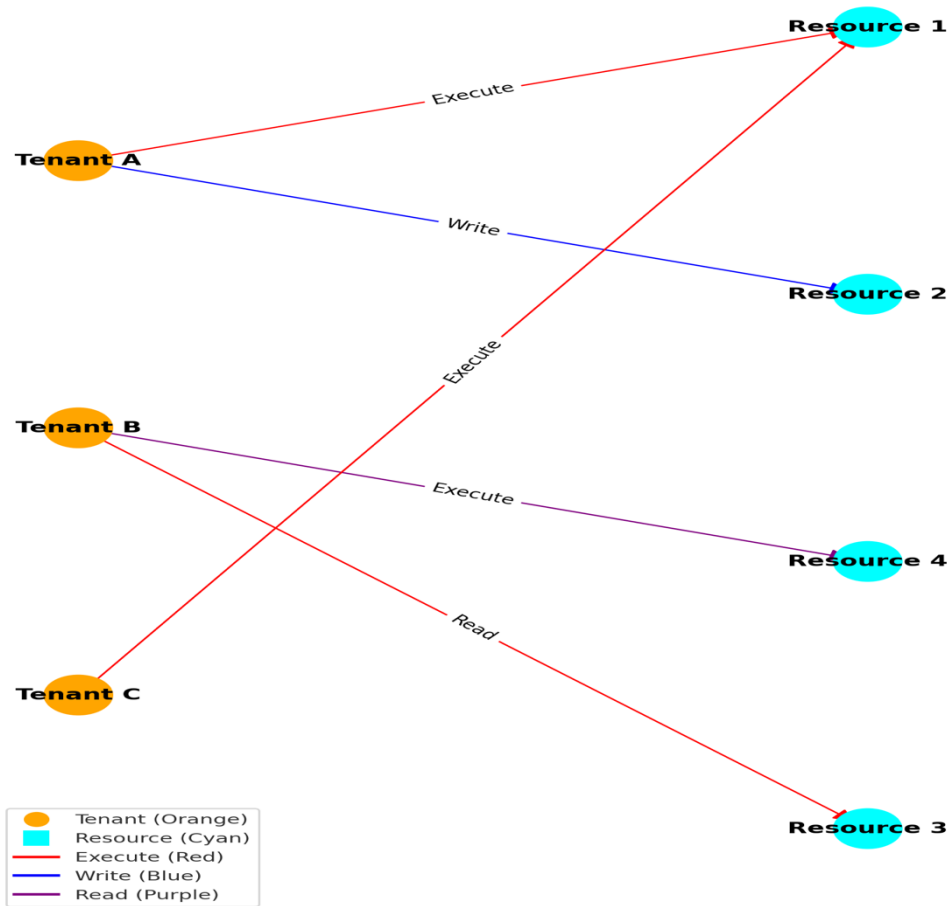 Resource 1
Execute
Tenant A
Write
Resource 2
Execute
Tenant B
Execute
Resource 4
Read
Tenant C
Tenant (Orange)
Resource (Cyan)
Execute (Red)
Write (Blue)
Read (Purple)
Resource 3